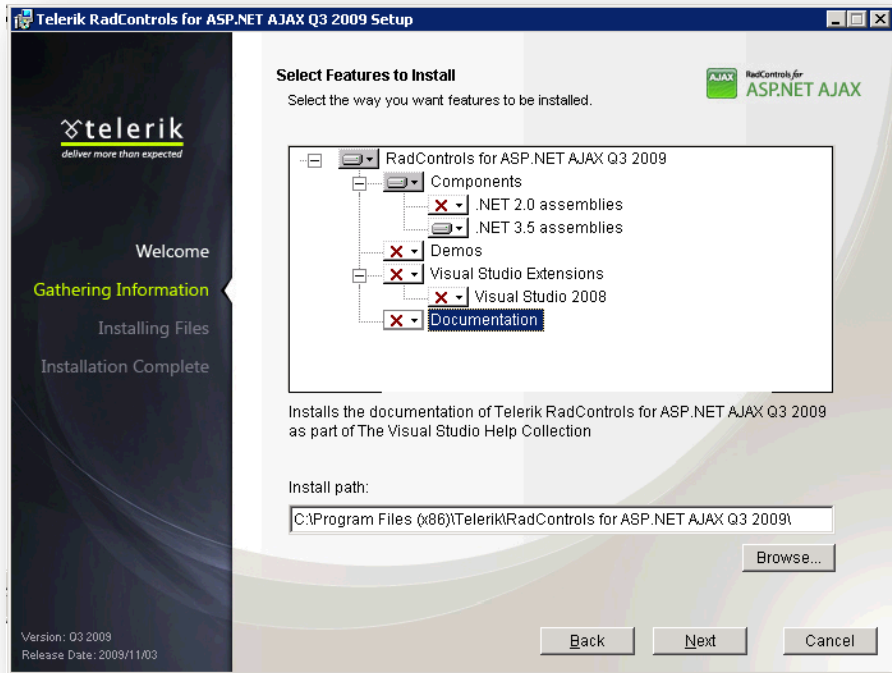 Telerik RadControls for ASP.NET AJAX Q3 2009 Setup
telerik
deliver more than expected
Welcome
Gathering Information
Installing Files
Installation Complete
Version: Q3 2009
Release Date: 2009/11/03
Select Features to Install
Select the way you want features to be installed.
AJAX
RadControls for
ASP.NET AJAX
RadControls for ASP.NET AJAX Q3 2009
Components
.NET 2.0 assemblies
.NET 3.5 assemblies
Demos
Visual Studio Extensions
Visual Studio 2008
Documentation
Installs the documentation of Telerik RadControls for ASP.NET AJAX Q3 2009
as part of The Visual Studio Help Collection
Install path:
C:\Program Files (x86)\Telerik\RadControls for ASP.NET AJAX Q3 2009\
Browse...
Back
Next
Cancel